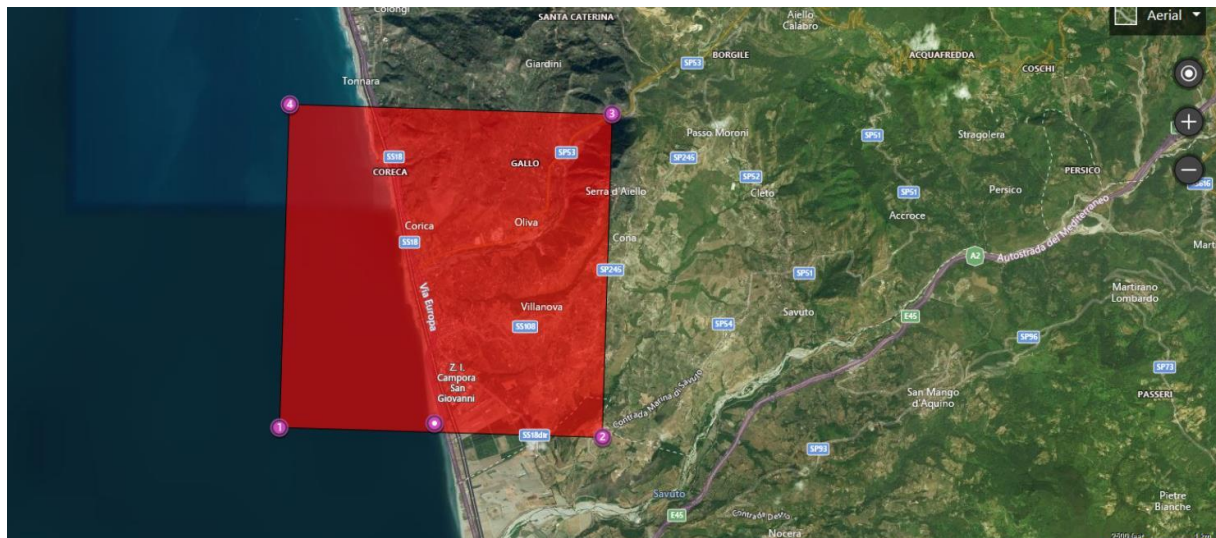 Colongi
SANTA CATERINA
Aiello
Calabro
Aerial
BORGILE
ACQUAFREDDA
COSCHI
SP53
Giardini
Tonnara
4
3
SS18
CORECA
GALLO
SP53
Passo Moroni
SP245
SP51
Stragolera
PERSICO
SP52
Cleto
SP51
Persico
Serra d'Aiello
Accroce
Corica
Oliva
SS18
SP245
SP51
A2
Autostrada del Mediterraneo
Martirano
Lombardo
Via Europa
Villanova
SS108
SP54
Savuto
E45
SP96
SP73
Z. I.
Campora
San
Giovanni
Contrada Marina di Savuto
San Mango
d'Aquino
PASSERI
1
2
SS18dir
SP93
Savuto
E45
Nocera
Pietre
Bianche